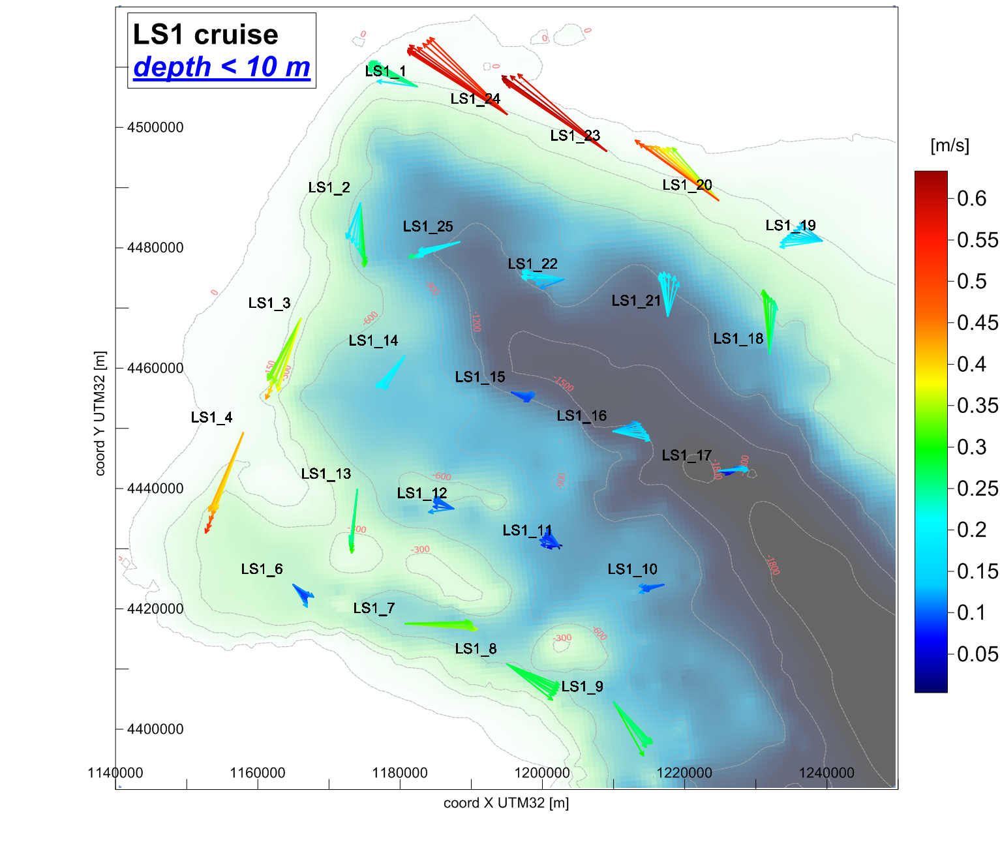 LS1 cruise
depth < 10 m
0
0
0
0
LS1_1
LS1_24
LS1_23
4500000
[m/s]
LS1_2
LS1_20
0.6
LS1_25
LS1_19
0.55
4480000
LS1_22
0.5
0
LS1_3
-600
-1200
LS1_21
0.45
LS1_14
LS1_18
0.4
4460000
-150
-300
LS1_15
-1500
0.35
LS1_4
LS1_16
0.3
LS1_17
LS1_13
-600
-900
0.25
4440000
LS1_12
LS1_11
0.2
-300
LS1_6
LS1_10
-1800
0.15
4420000
LS1_7
0.1
LS1_8
-300
-600
0.05
LS1_9
4400000
1140000
1160000
1180000
1200000
1220000
1240000
coord X UTM32 [m]
coord Y UTM32 [m]